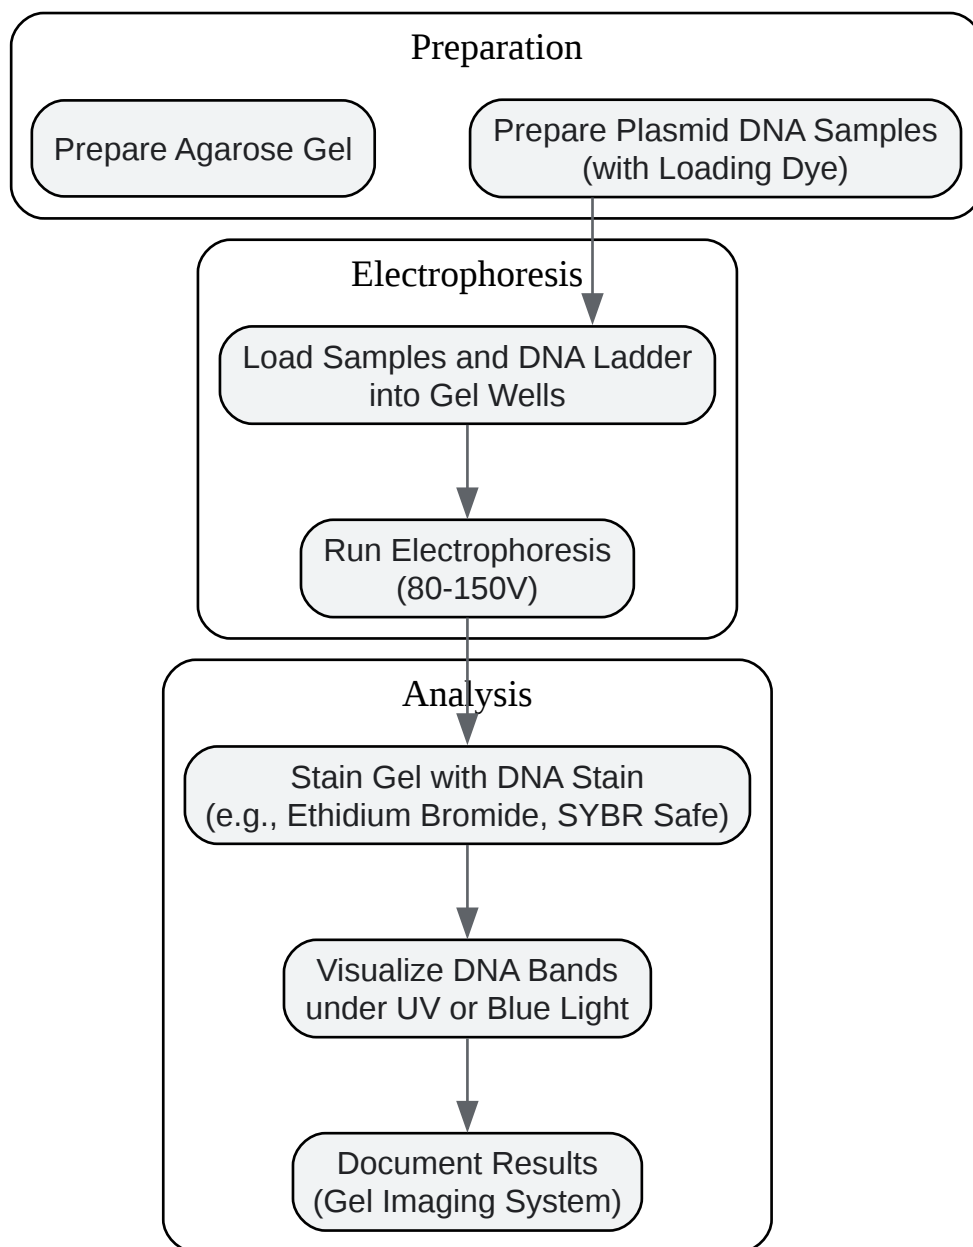 Preparation
Prepare Agarose Gel
Prepare Plasmid DNA Samples
(with Loading Dye)
Electrophoresis
Load Samples and DNA Ladder
into Gel Wells
Run Electrophoresis
(80-150V)
Analysis
Stain Gel with DNA Stain
(e.g., Ethidium Bromide, SYBR Safe)
Visualize DNA Bands
under UV or Blue Light
Document Results
(Gel Imaging System)